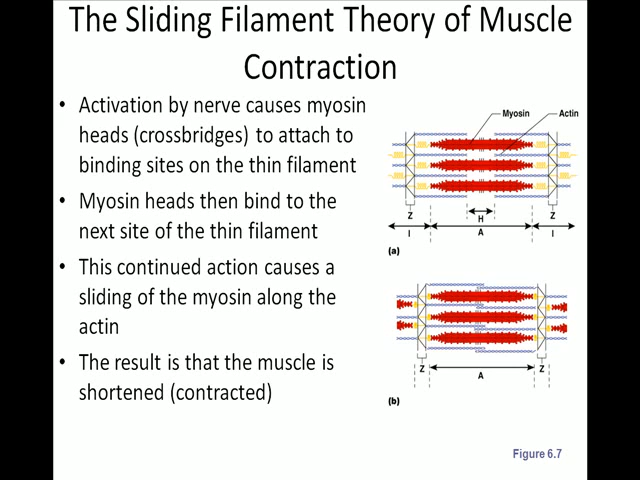 The Sliding Filament Theory of Muscle
Contraction
• Activation by nerve causes myosin
heads (crossbridges) to attach to
binding sites on the thin filament
• Myosin heads then bind to the
next site of the thin filament
• This continued action causes a
sliding of the myosin along the
actin
• The result is that the muscle is
shortened (contracted)
Myosin Actin
Z H Z
I A I
(a)
Z A Z
(b)
Figure 6.7